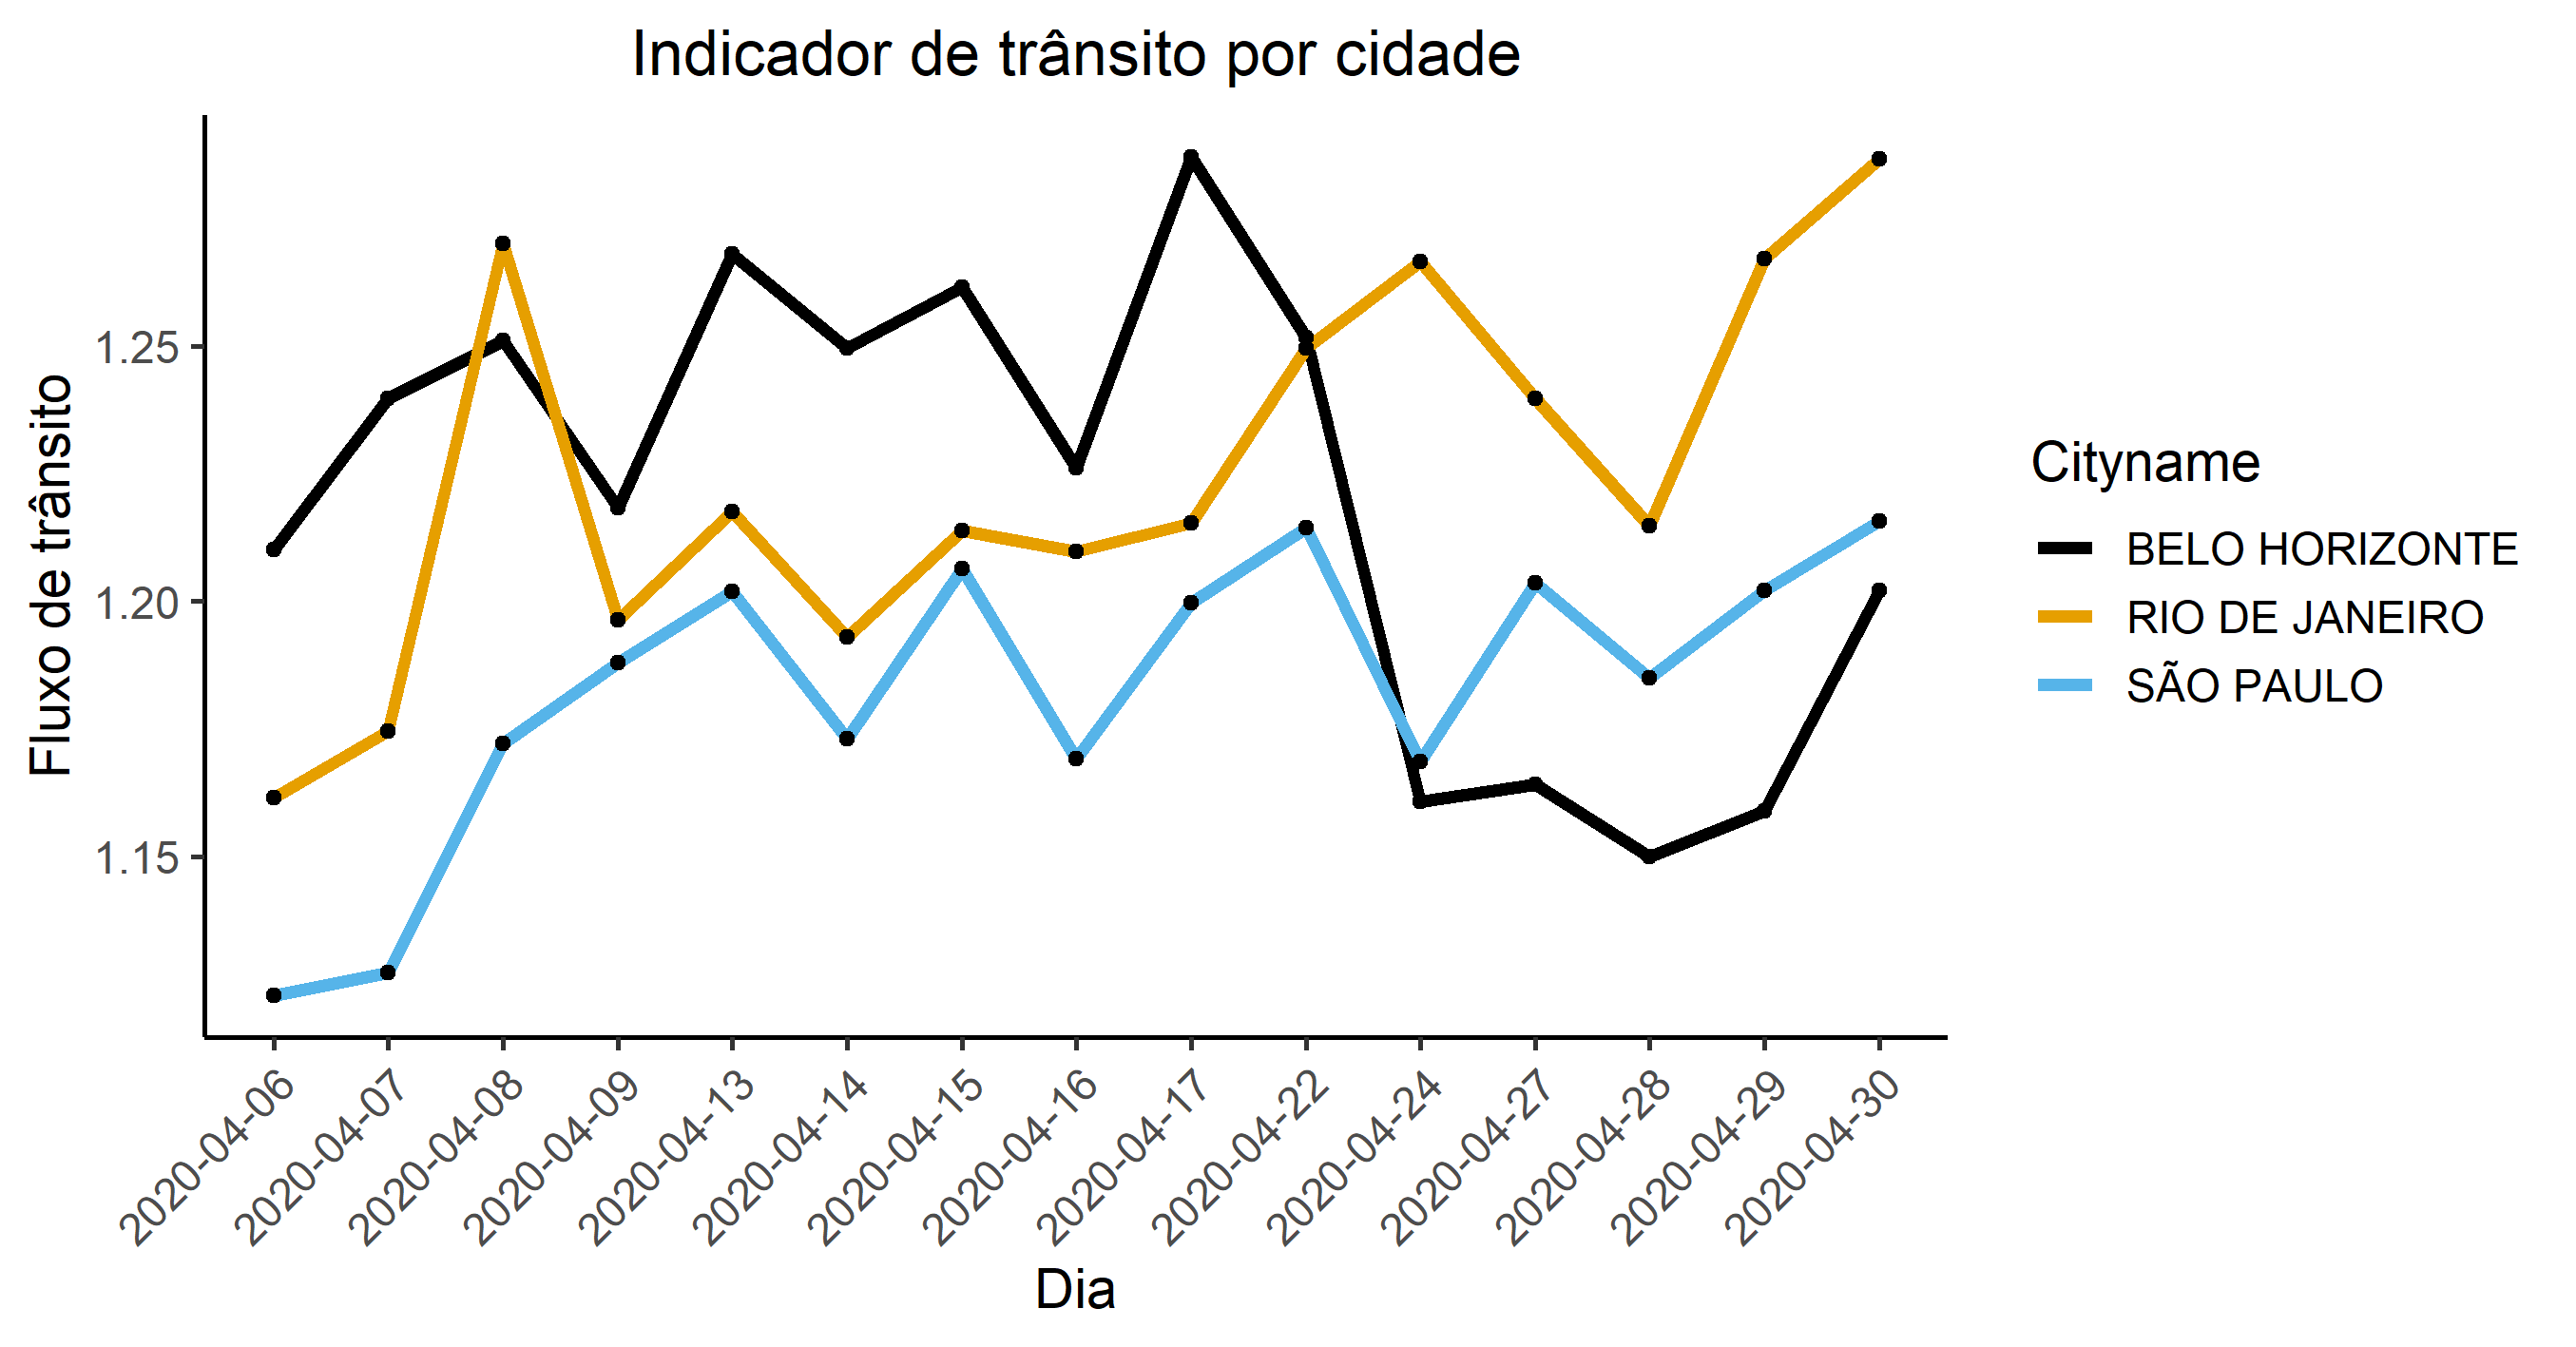 Indicador de trânsito por cidade
Fluxo de trânsito
1.25
1.20
1.15
2020-04-06
2020-04-07
2020-04-08
2020-04-09
2020-04-13
2020-04-14
2020-04-15
2020-04-16
2020-04-17
2020-04-22
2020-04-24
2020-04-27
2020-04-28
2020-04-29
2020-04-30
Dia
Cityname
BELO HORIZONTE
RIO DE JANEIRO
SÃO PAULO